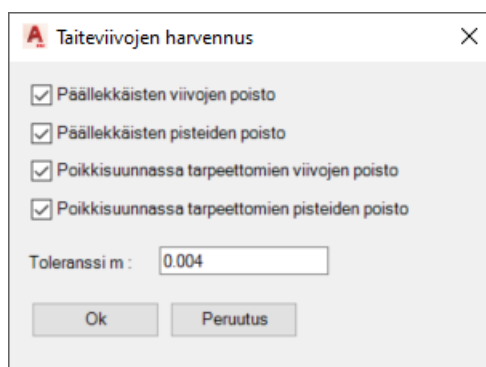 Taiteviivojen harvennus
Päällekkäisten viivojen poisto
Päällekkäisten pisteiden poisto
Poikkisuunnassa tarpeettomien viivojen poisto
Poikkisuunnassa tarpeettomien pisteiden poisto
Toleranssi m : 0.004
Ok Peruutus